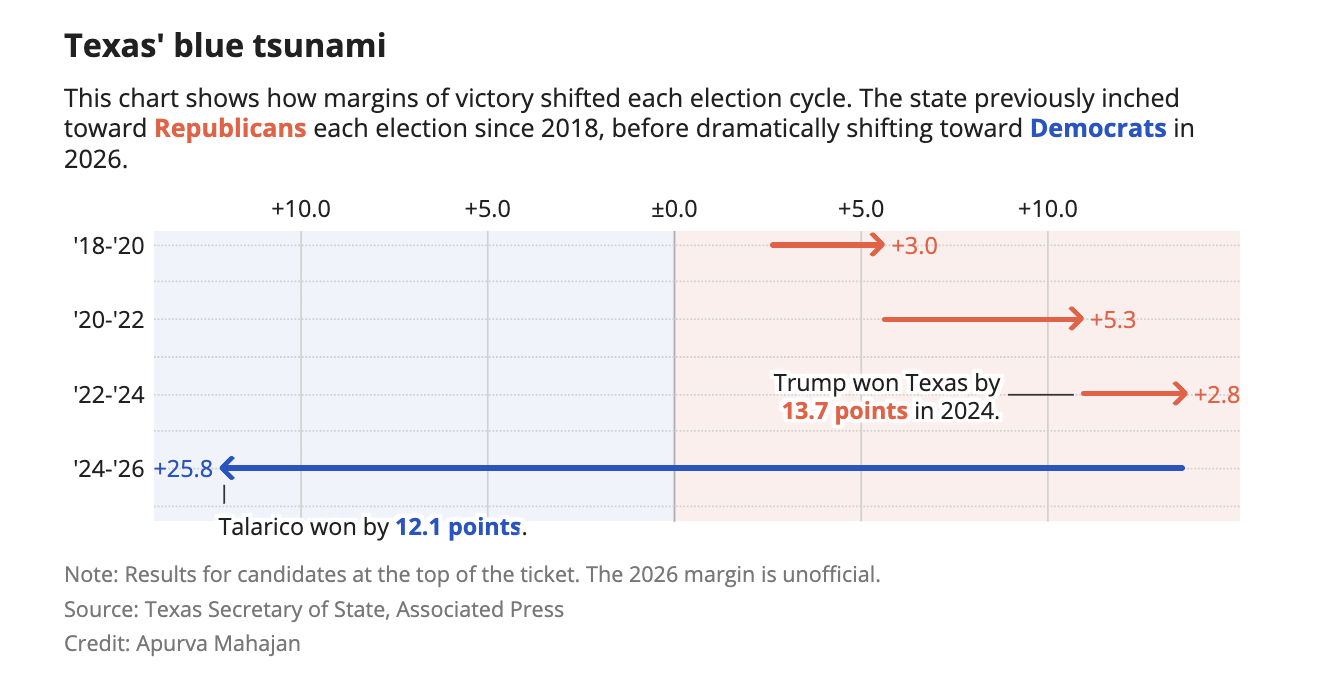 Texas' blue tsunami
This chart shows how margins of victory shifted each election cycle. The state previously inched
toward Republicans each election since 2018, before dramatically shifting toward Democrats in
2026.
+10.0 +5.0 ±0.0 +5.0 +10.0
'18-'20 +3.0
'20-'22 +5.3
'22-'24 +2.8
Trump won Texas by
13.7 points in 2024.
'24-'26 +25.8
Talarico won by 12.1 points.
Note: Results for candidates at the top of the ticket. The 2026 margin is unofficial.
Source: Texas Secretary of State, Associated Press
Credit: Apurva Mahajan